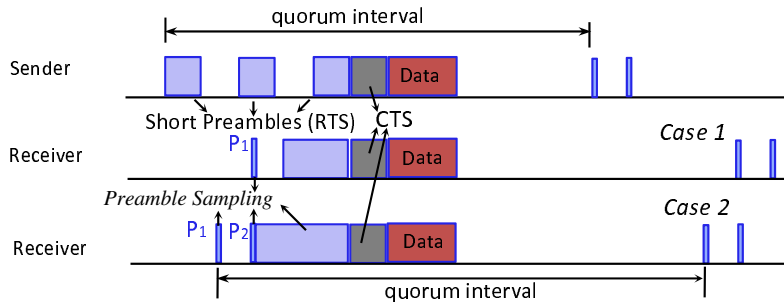 quorum interval
Sender
Data
Short Preambles (RTS)
CTS
Case 1
P1
Receiver
Data
Preamble Sampling
Case 2
P1
P2
Receiver
Data
quorum interval